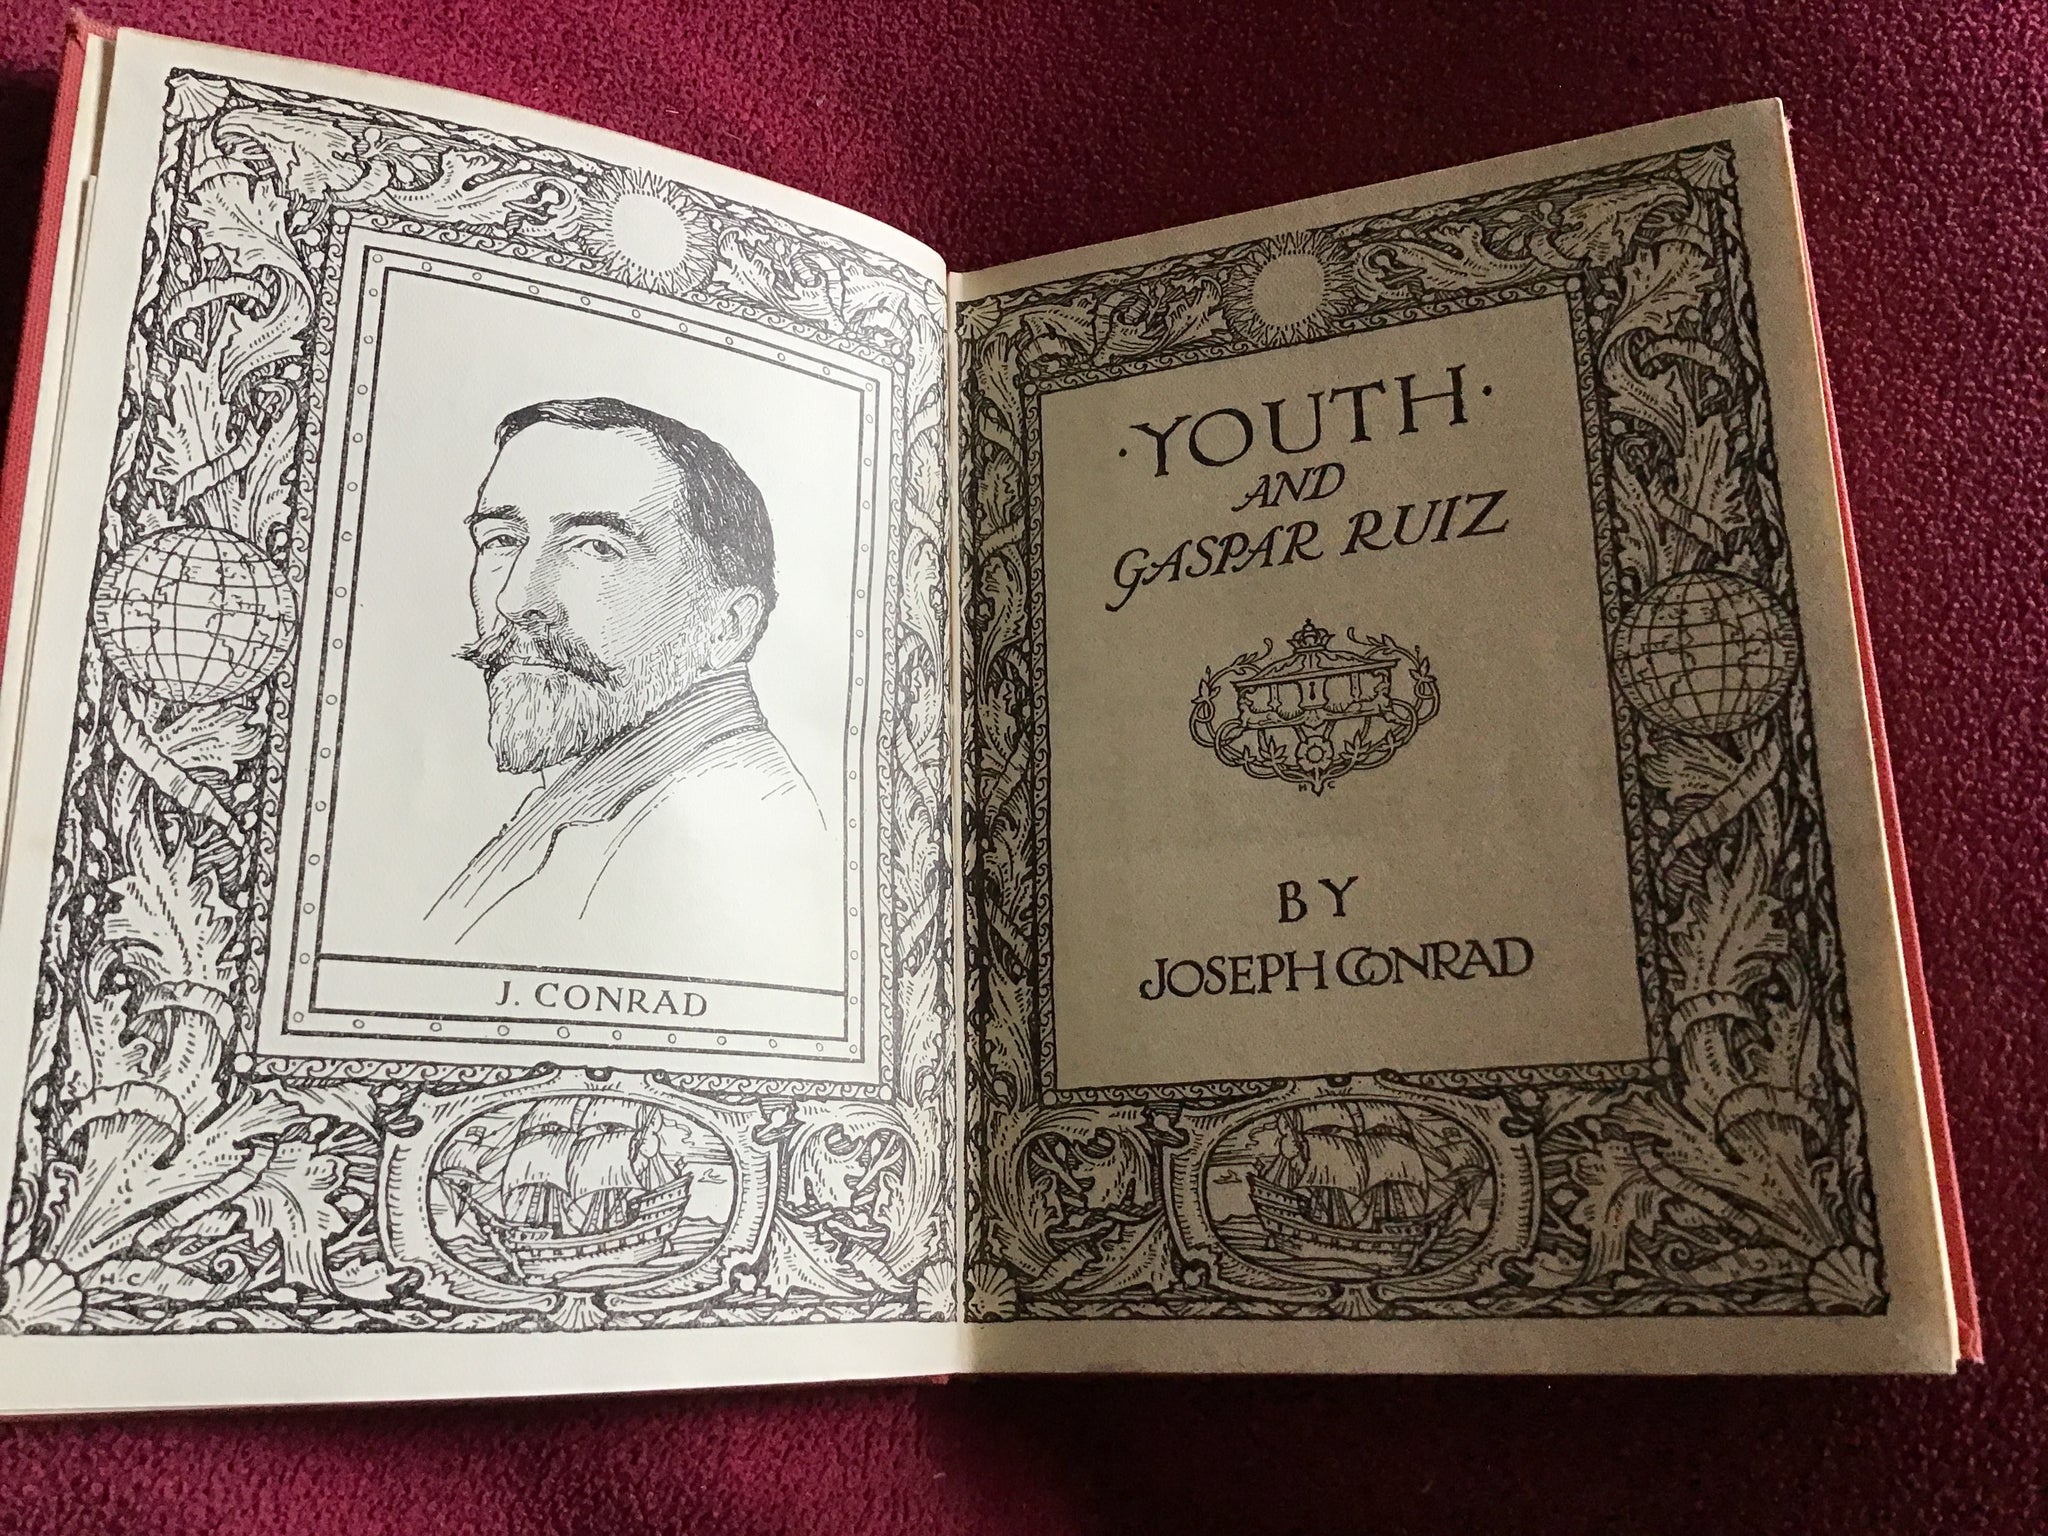 J. CONRAD
H C
·YOUTH·
AND
GASPAR RUIZ
H C
BY
JOSEPH CONRAD